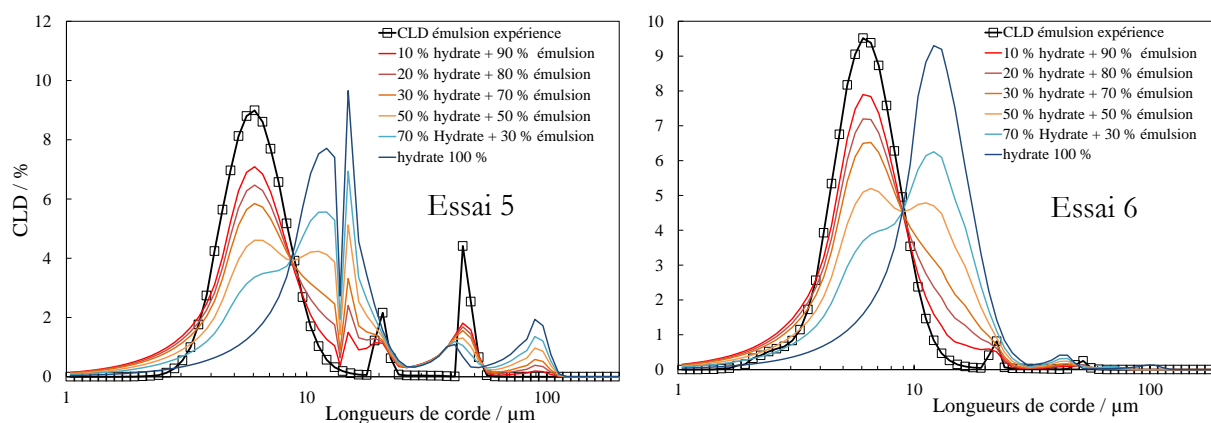 12
10
8
6
4
2
0
CLD / %
CLD émulsion expérience
10 % hydrate + 90 % émulsion
20 % hydrate + 80 % émulsion
30 % hydrate + 70 % émulsion
50 % hydrate + 50 % émulsion
70 % Hydrate + 30 % émulsion
hydrate 100 %
Essai 5
1
10
100
Longueurs de corde / µm
10
9
8
7
6
5
4
3
2
1
0
CLD émulsion expérience
10 % hydrate + 90 % émulsion
20 % hydrate + 80 % émulsion
30 % hydrate + 70 % émulsion
50 % hydrate + 50 % émulsion
70 % Hydrate + 30 % émulsion
hydrate 100 %
Essai 6
1
10
100
Longueurs de corde / µm